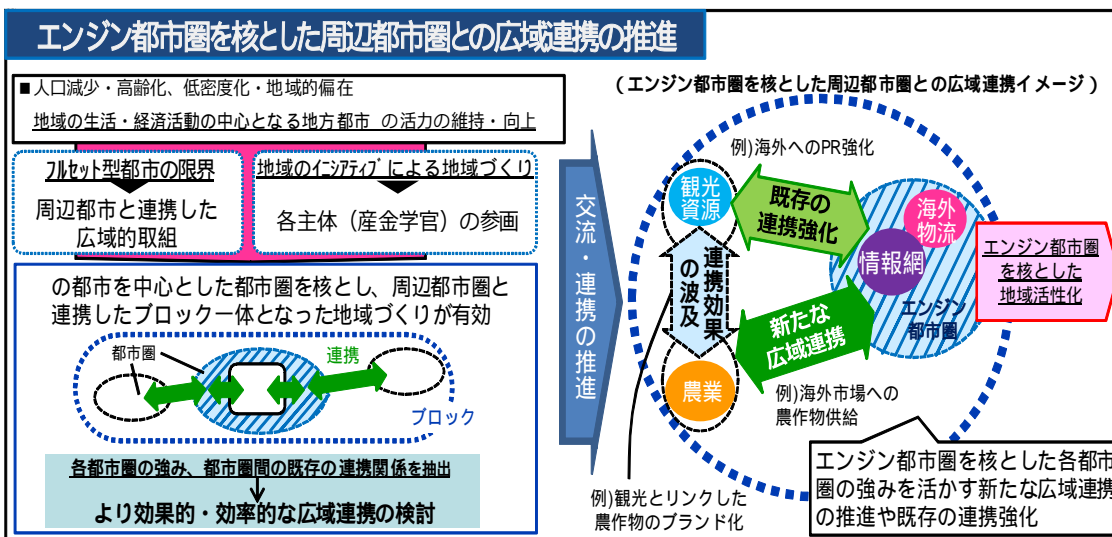 エンジン都市圏を核とした周辺都市圏との広域連携の推進
■人口減少・高齢化、低密度化・地域的偏在
地域の生活・経済活動の中心となる地方都市 の活力の維持・向上
ﾌﾙｾｯﾄ型都市の限界
周辺都市と連携した
広域的取組
地域のｲﾆｼｱﾃｨﾌﾞによる地域づくり
各主体（産金学官）の参画
の都市を中心とした都市圏を核とし、周辺都市圏と
連携したブロック一体となった地域づくりが有効
都市圏
連携
ブロック
各都市圏の強み、都市圏間の既存の連携関係を抽出
より効果的・効率的な広域連携の検討
交流・連携の推進
（エンジン都市圏を核とした周辺都市圏との広域連携イメージ）
例)海外へのPR強化
観光
資源
既存の
連携強化
海外
物流
情報網
エンジン
都市圏
連携効果
の波及
新たな
広域連携
農業
例)海外市場への
農作物供給
例)観光とリンクした
農作物のブランド化
エンジン都市圏
を核とした
地域活性化
エンジン都市圏を核とした各都市
圏の強みを活かす新たな広域連携
の推進や既存の連携強化